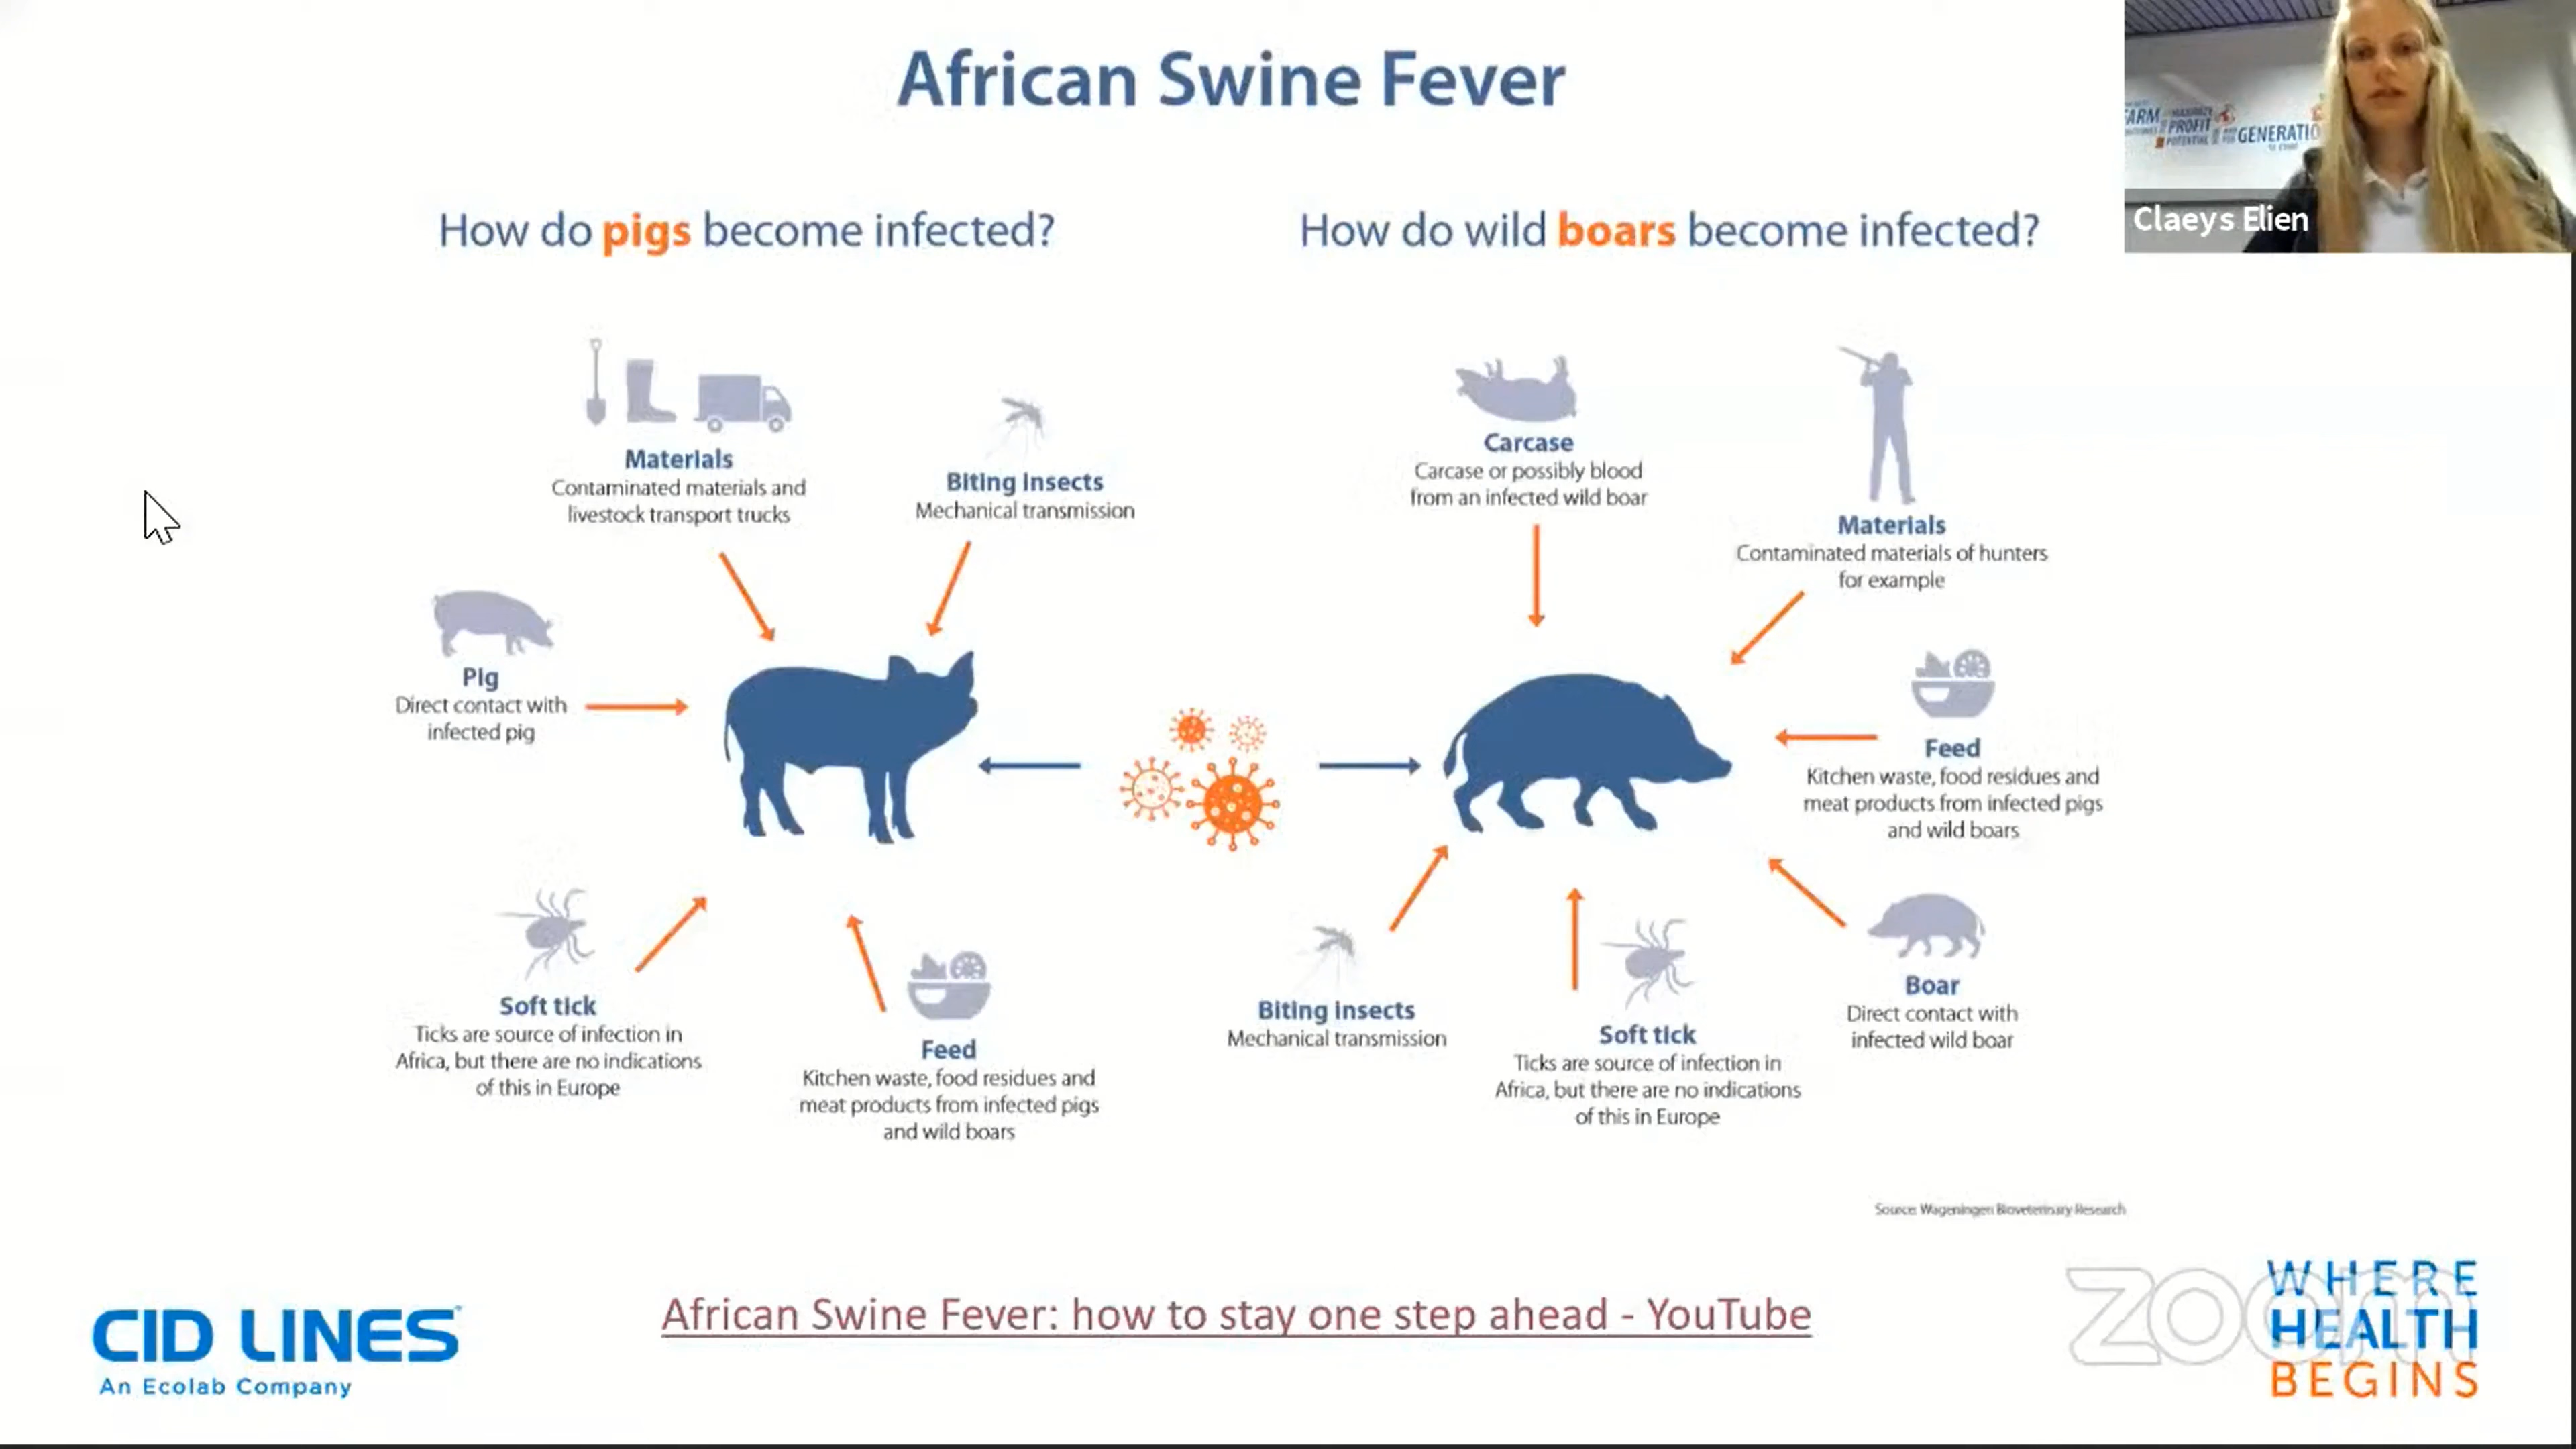 African Swine Fever
How do pigs become infected?
How do wild boars become infected?
Materials
Contaminated materials and
livestock transport trucks
Biting Insects
Mechanical transmission
Pig
Direct contact with
infected pig
Soft tick
Ticks are source of infection in
Africa, but there are no indications
of this in Europe
Feed
Kitchen waste, food residues and
meat products from infected pigs
and wild boars
Carcase
Carcase or possibly blood
from an infected wild boar
Materials
Contaminated materials of hunters
for example
Feed
Kitchen waste, food residues and
meat products from infected pigs
and wild boars
Biting Insects
Mechanical transmission
Soft tick
Ticks are source of infection in
Africa, but there are no indications
of this in Europe
Boar
Direct contact with
infected wild boar
Source: Wageningen Bioveterinary Research
African Swine Fever: how to stay one step ahead - YouTube
CID LINES
An Ecolab Company
zoom
WHERE
HEALTH
BEGINS
ARM
MAXIMIZE
PROFIT
POTENTIAL
GENERATIO
Claeys Elien